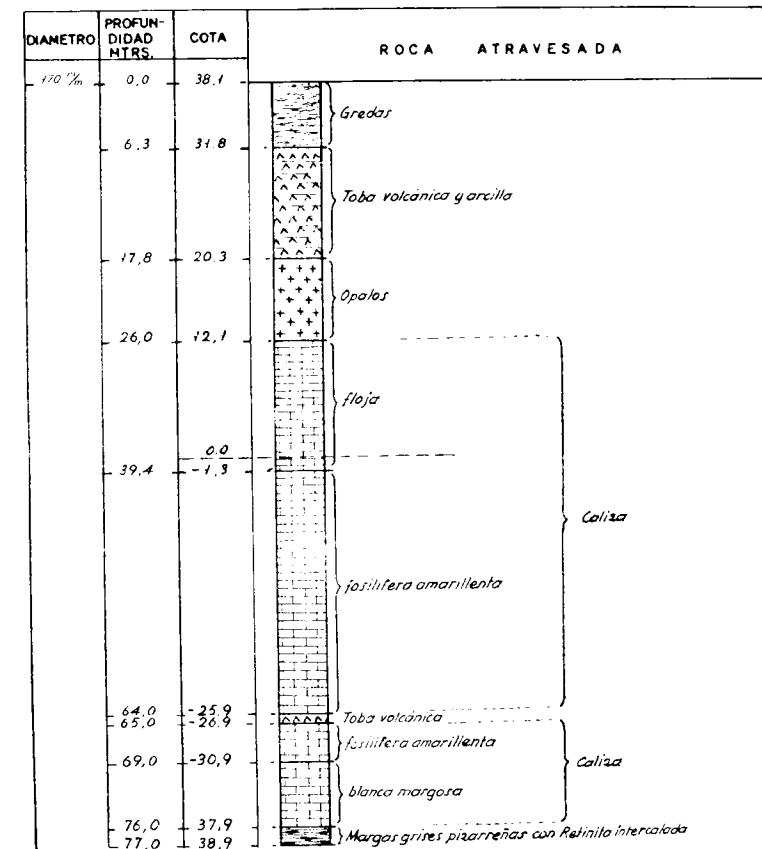 DIAMETRO PROFUN-DIDAD MTRS. COTA ROCA ATRAVESADA
170 m/m 0,0 38,1
Gredas
6,3 31.8
Toba volcánica y arcilla
17,8 20.3
Opalos
26,0 12,1
floja
0.0
39,4 -1,3
Caliza
fosilífera amarillenta
64,0 -25,9
65,0 -26,9 Toba volcánica
fosilífera amarillenta
69,0 -30,9 Caliza
blanca margosa
76,0 37,9
Margas grises pizarreñas con Retinita intercalada
77,0 38,9